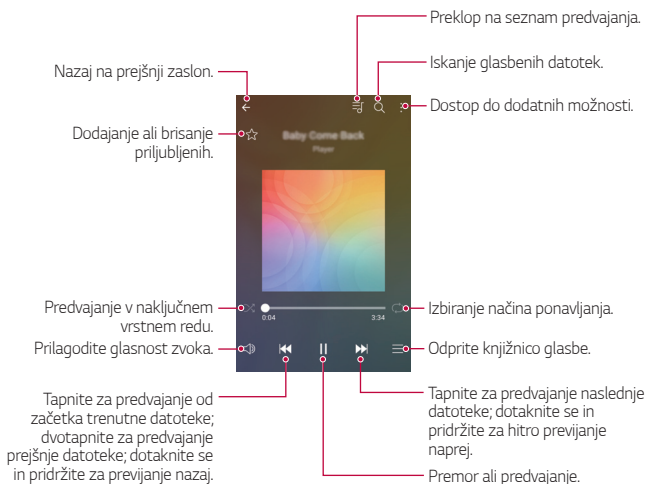 Preklop na seznam predvajanja.
Iskanje glasbenih datotek.
Dostop do dodatnih možnosti.
Nazaj na prejšnji zaslon.
Dodajanje ali brisanje
priljubljenih.
Baby Come Back
Player
0:04
3:34
Predvajanje v naključnem
vrstnem redu.
Prilagodite glasnost zvoka.
Izbiranje načina ponavljanja.
Odprite knjižnico glasbe.
Tapnite za predvajanje od
začetka trenutne datoteke;
dvotapnite za predvajanje
prejšnje datoteke; dotaknite se
in pridržite za previjanje nazaj.
Tapnite za predvajanje naslednje
datoteke; dotaknite se in
pridržite za hitro previjanje
naprej.
Premor ali predvajanje.